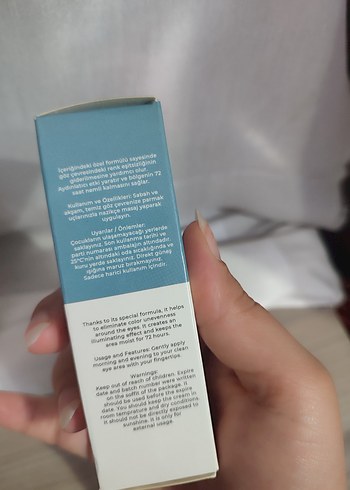 İçeriğindeki özel formülü sayesinde
göz çevresindeki renk eşitsizliğinin
giderilmesine yardımcı olur.
Aydınlatıcı etki yaratır ve bölgenin 72
saat nemli kalmasını sağlar.
Kullanım ve Özellikleri: Sabah ve
akşam, temiz göz çevrenize parmak
uçlarınızla nazikçe masaj yaparak
uygulayın.
Uyarılar / Önlemler:
Çocukların ulaşamayacağı yerlerde
saklayınız. Son kullanma tarihi ve
parti numarası ambalajın altındadır.
25°C'nin altındaki oda sıcaklığında ve
kuru yerde saklayınız. Direkt güneş
ışığına maruz bırakmayınız.
Sadece harici kullanım içindir.
Thanks to its special formula, it helps
to eliminate color unevenness
around the eyes. It creates an
illuminating effect and keeps the
area moist for 72 hours.
Usage and Features: Gently apply
morning and evening to your clean
eye area with your fingertips.
Warnings:
Keep out of reach of children. Expire
date and batch number were written
on the soffin of the package. It
should be used before the expire
date. You should keep the cream in
room temprature and dry conditions.
It should not be directly exposed to
sunshine. It is only for
external usage.